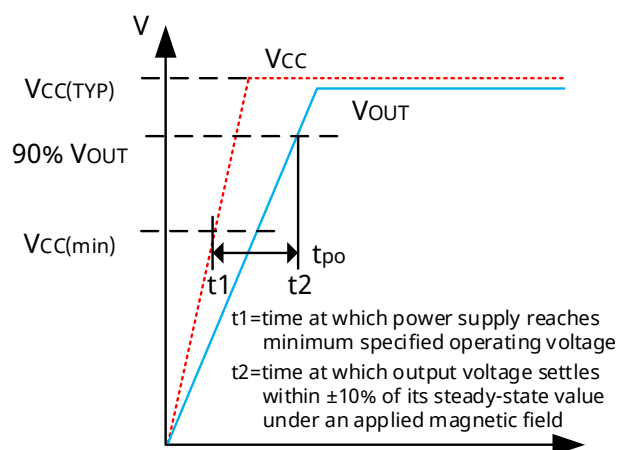 V
VCC
VCC(TYP)
VOUT
90% VOUT
VCC(min)
tpo
t1
t2
t1=time at which power supply reaches
minimum specified operating voltage
t2=time at which output voltage settles
within ±10% of its steady-state value
under an applied magnetic field